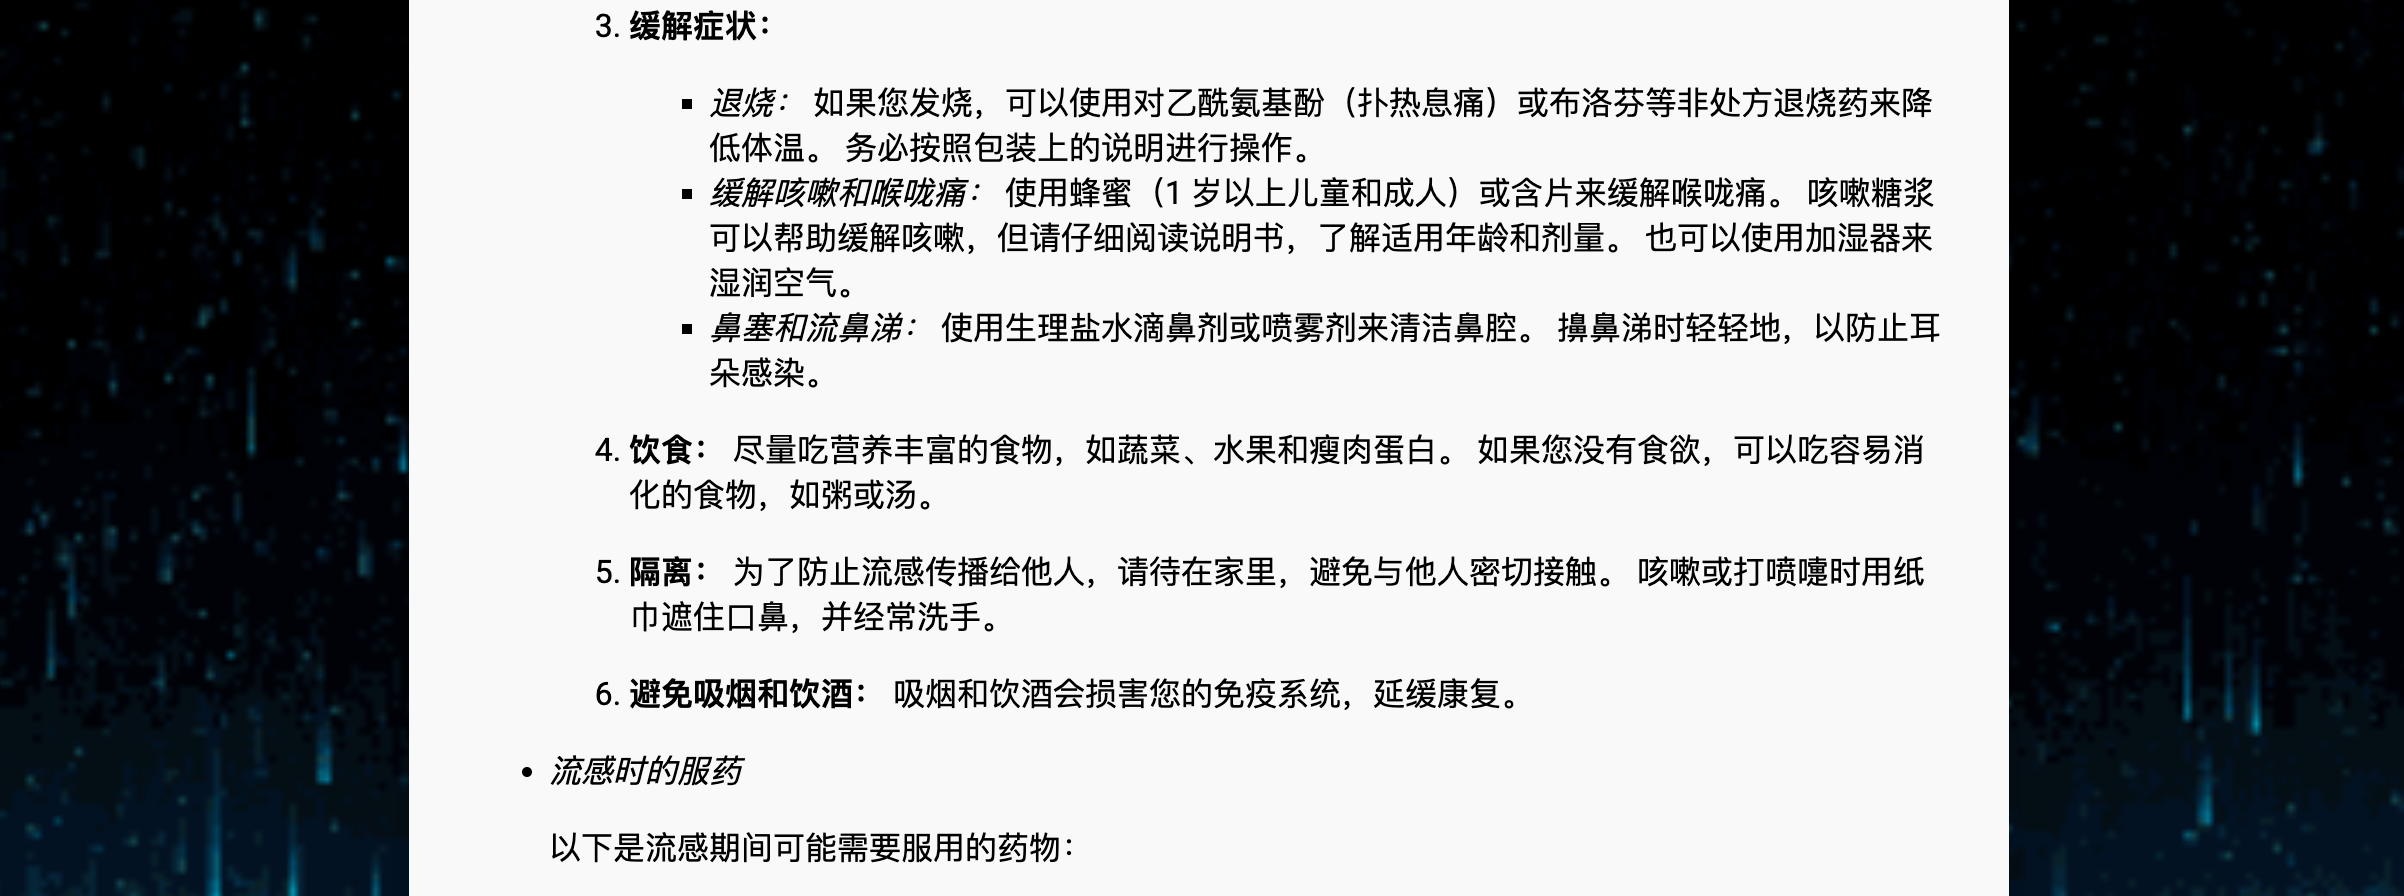 3. 缓解症状：
▪ 退烧： 如果您发烧，可以使用对乙酰氨基酚（扑热息痛）或布洛芬等非处方退烧药来降
低体温。 务必按照包装上的说明进行操作。
▪ 缓解咳嗽和喉咙痛： 使用蜂蜜（1 岁以上儿童和成人）或含片来缓解喉咙痛。 咳嗽糖浆
可以帮助缓解咳嗽，但请仔细阅读说明书，了解适用年龄和剂量。 也可以使用加湿器来
湿润空气。
▪ 鼻塞和流鼻涕： 使用生理盐水滴鼻剂或喷雾剂来清洁鼻腔。 擤鼻涕时轻轻地，以防止耳
朵感染。
4. 饮食： 尽量吃营养丰富的食物，如蔬菜、水果和瘦肉蛋白。 如果您没有食欲，可以吃容易消
化的食物，如粥或汤。
5. 隔离： 为了防止流感传播给他人，请待在家里，避免与他人密切接触。 咳嗽或打喷嚏时用纸
巾遮住口鼻，并经常洗手。
6. 避免吸烟和饮酒： 吸烟和饮酒会损害您的免疫系统，延缓康复。
• 流感时的服药
以下是流感期间可能需要服用的药物：